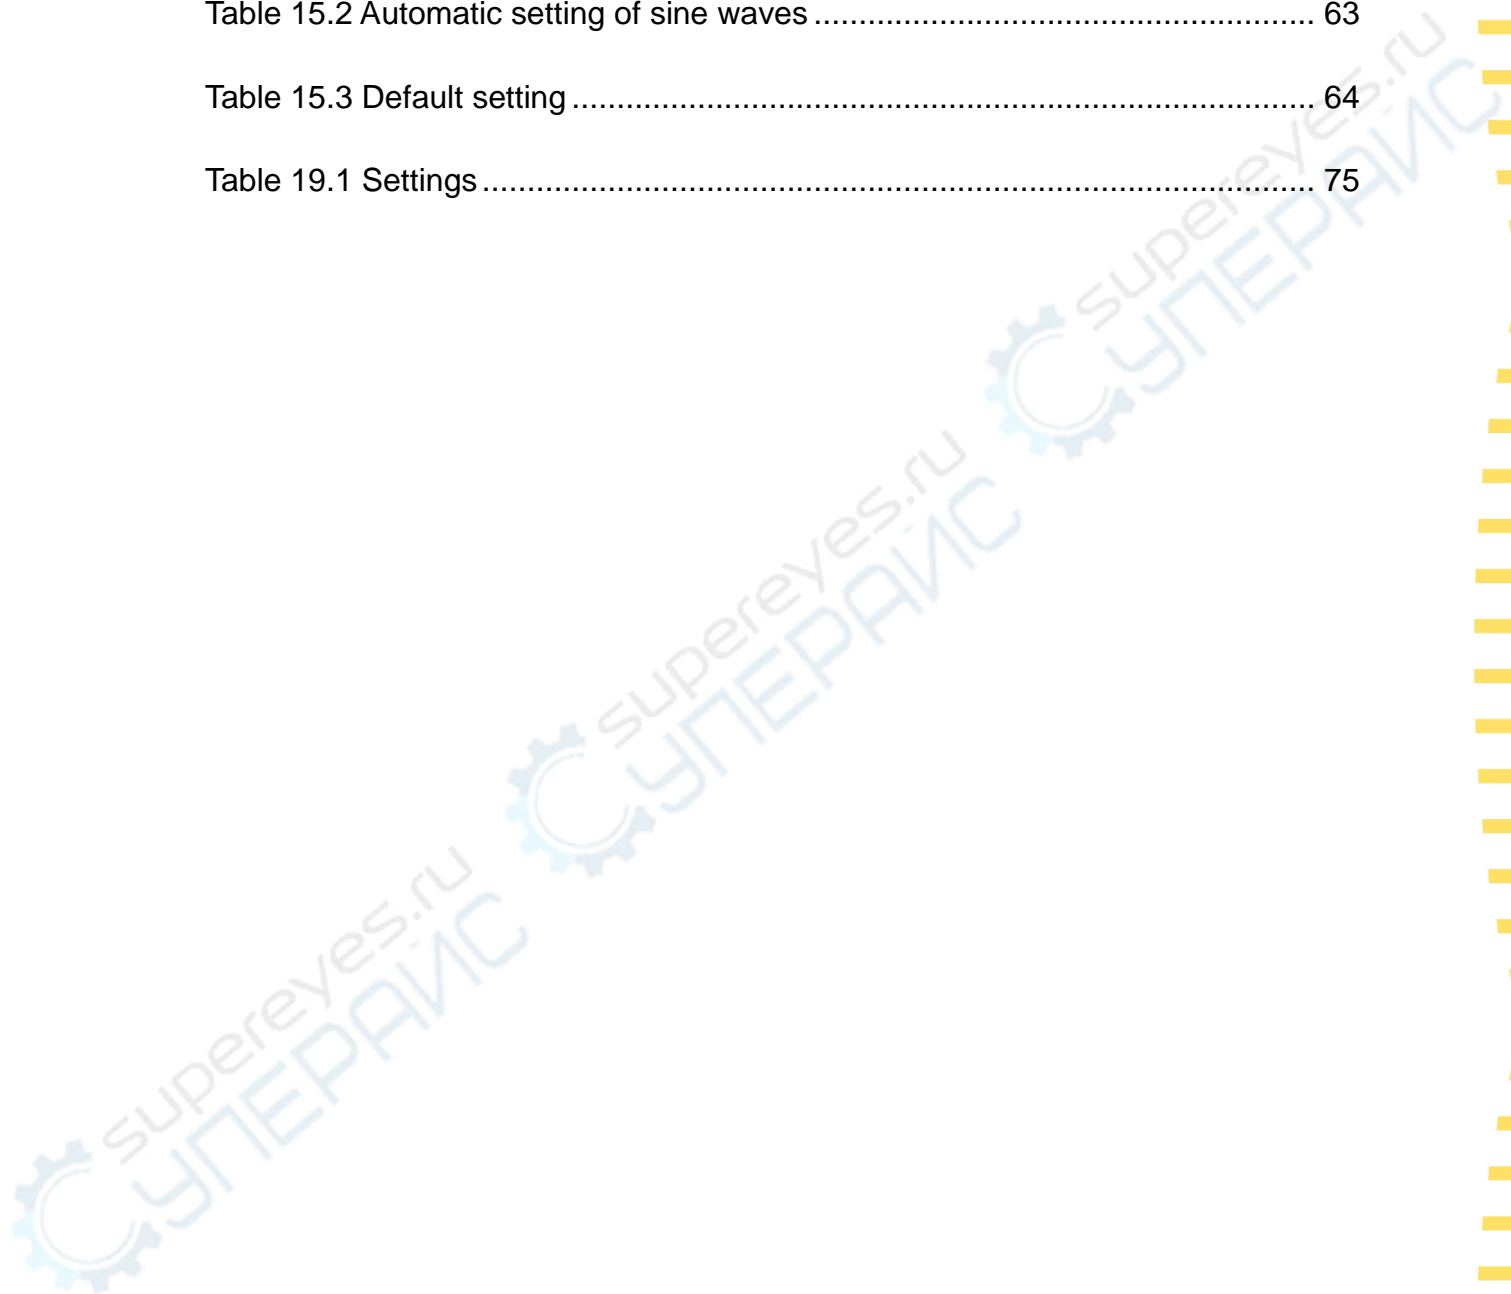 Table 15.2 Automatic setting of sine waves ........................................................ 63
Table 15.3 Default setting ................................................................................... 64
Table 19.1 Settings ............................................................................................. 75
supereyes.ru
СУПЕРАЙС
supereyes.ru
СУПЕРАЙС
supereyes.ru
СУПЕРАЙС